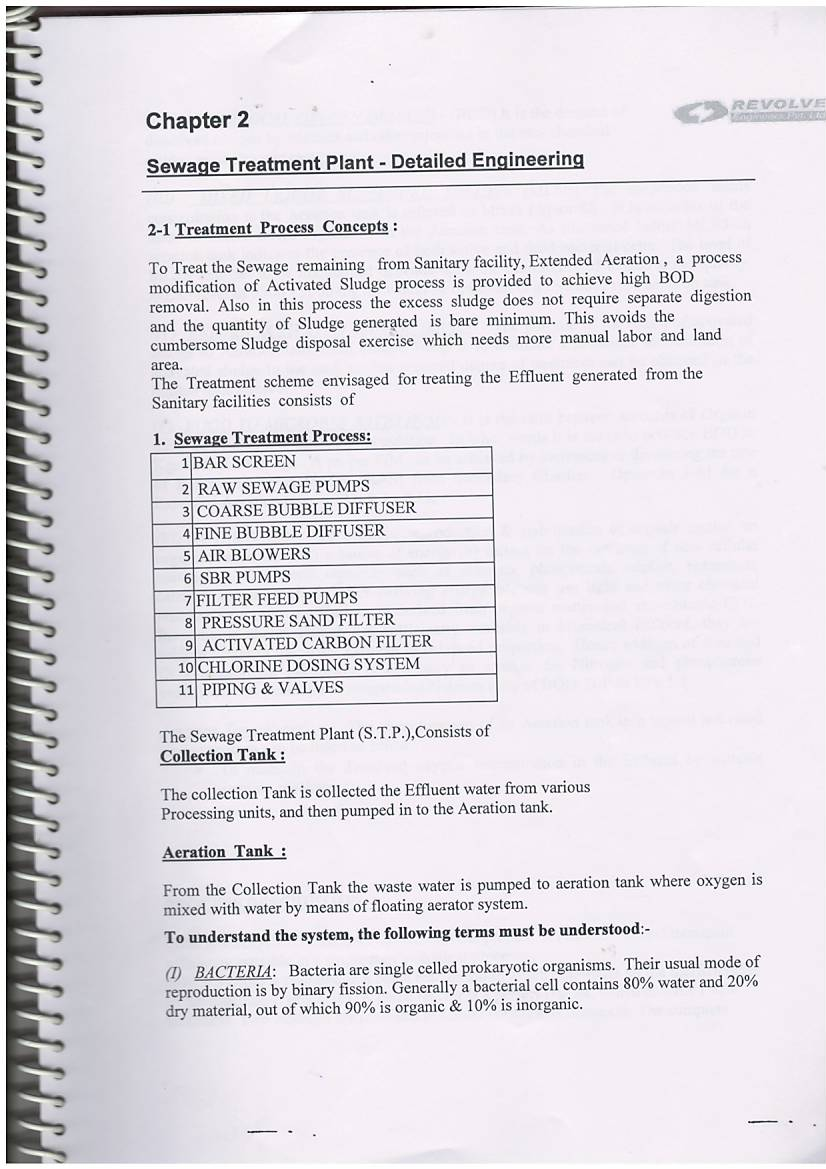 Chapter 2
REVOLVE
Engineers Pvt. Ltd
Sewage Treatment Plant - Detailed Engineering
2-1 Treatment Process Concepts :
To Treat the Sewage remaining from Sanitary facility, Extended Aeration , a process
modification of Activated Sludge process is provided to achieve high BOD
removal. Also in this process the excess sludge does not require separate digestion
and the quantity of Sludge generated is bare minimum. This avoids the
cumbersome Sludge disposal exercise which needs more manual labor and land
area.
The Treatment scheme envisaged for treating the Effluent generated from the
Sanitary facilities consists of
1. Sewage Treatment Process:
1 BAR SCREEN
2 RAW SEWAGE PUMPS
3 COARSE BUBBLE DIFFUSER
4 FINE BUBBLE DIFFUSER
5 AIR BLOWERS
6 SBR PUMPS
7 FILTER FEED PUMPS
8 PRESSURE SAND FILTER
9 ACTIVATED CARBON FILTER
10 CHLORINE DOSING SYSTEM
11 PIPING & VALVES
The Sewage Treatment Plant (S.T.P.),Consists of
Collection Tank :
The collection Tank is collected the Effluent water from various
Processing units, and then pumped in to the Aeration tank.
Aeration Tank :
From the Collection Tank the waste water is pumped to aeration tank where oxygen is
mixed with water by means of floating aerator system.
To understand the system, the following terms must be understood:-
(I) BACTERIA: Bacteria are single celled prokaryotic organisms. Their usual mode of
reproduction is by binary fission. Generally a bacterial cell contains 80% water and 20%
dry material, out of which 90% is organic & 10% is inorganic.